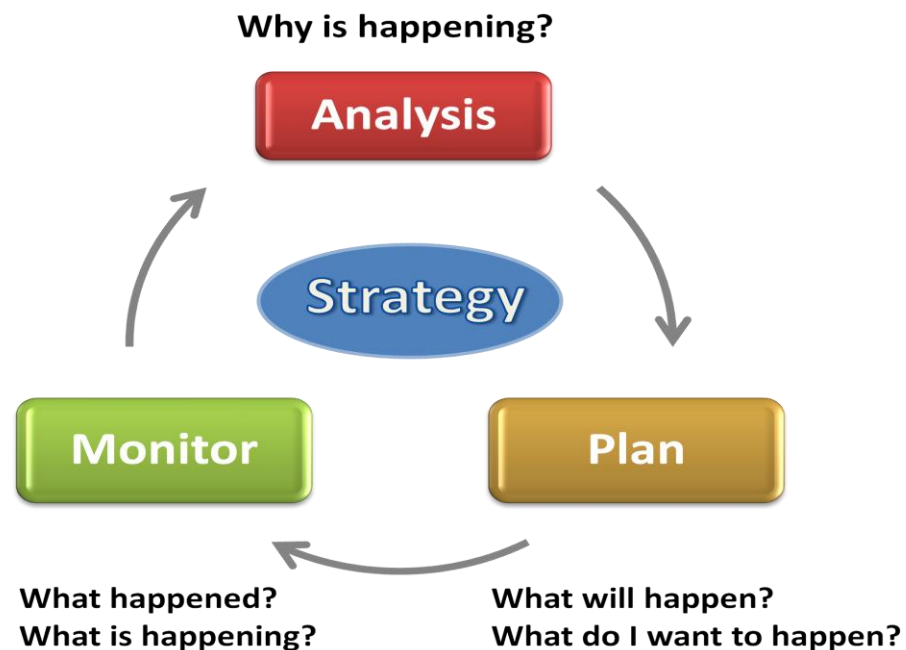 Why is happening?
Analysis
Strategy
Monitor
Plan
What happened?
What is happening?
What will happen?
What do I want to happen?